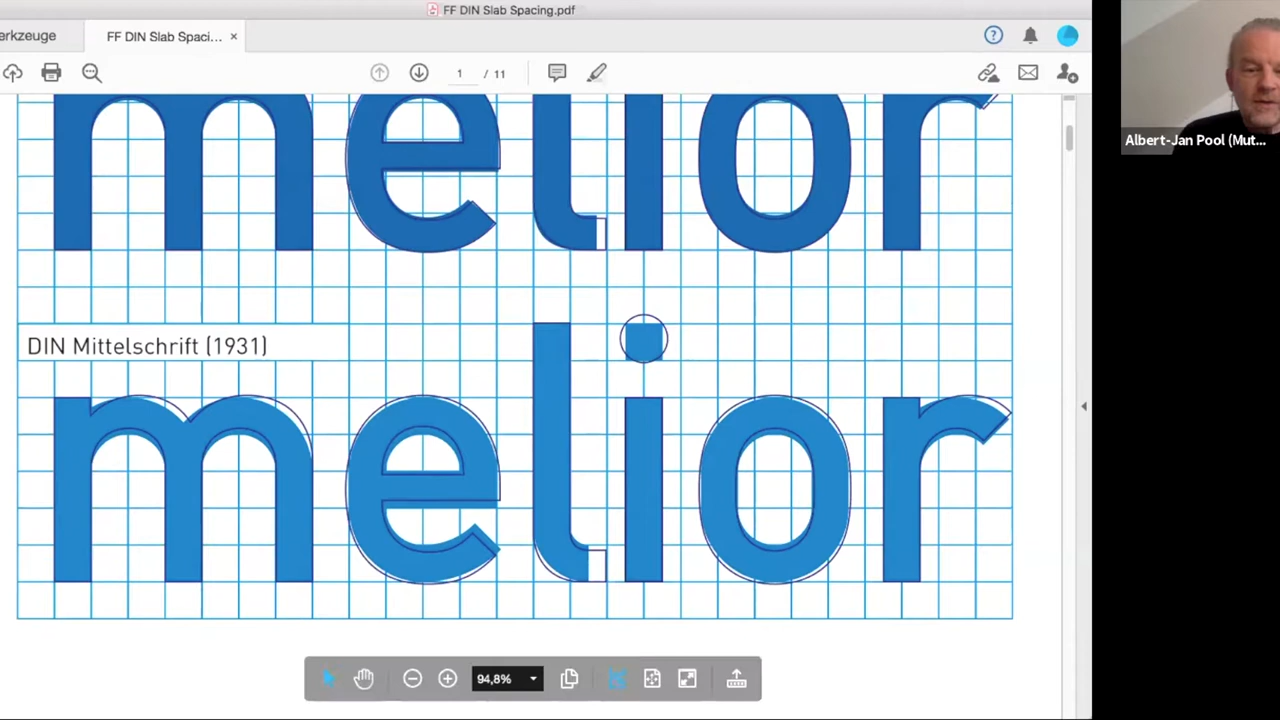 FF DIN Slab Spacing.pdf
erkzeuge
FF DIN Slab Spaci... ×
1 / 11
melior
Albert-Jan Pool (Mut...
DIN Mittelschrift (1931)
melior
94,8%